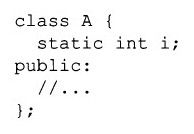 class A {
static int i;
public:
//...
};